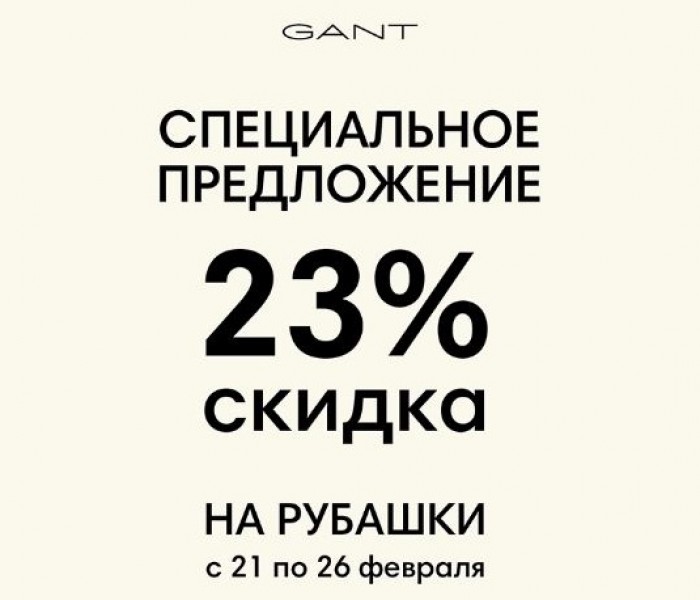 GANT
СПЕЦИАЛЬНОЕ
ПРЕДЛОЖЕНИЕ
23%
скидка
НА РУБАШКИ
с 21 по 26 февраля